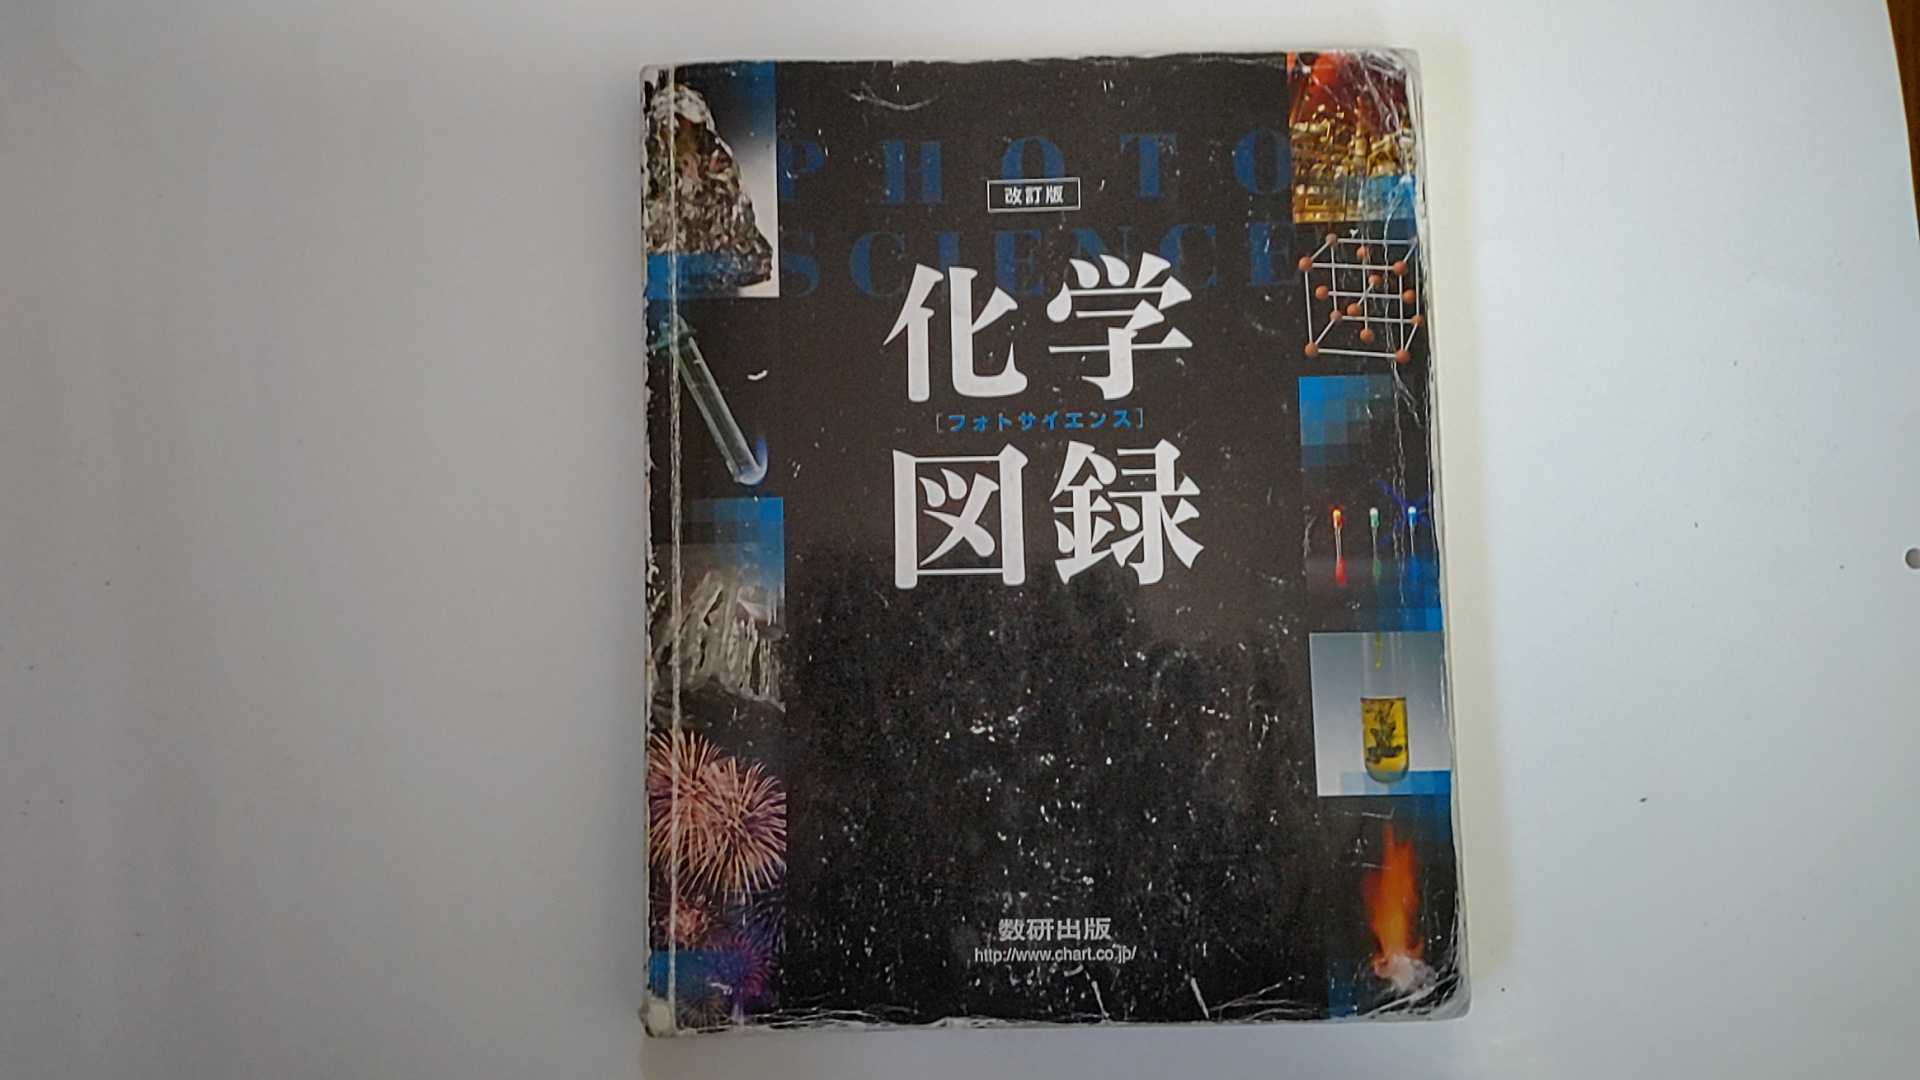 PHOTO
改訂版
SCIENCE
化学
[フォトサイエンス]
図録
数研出版
http://www.chart.co.jp/